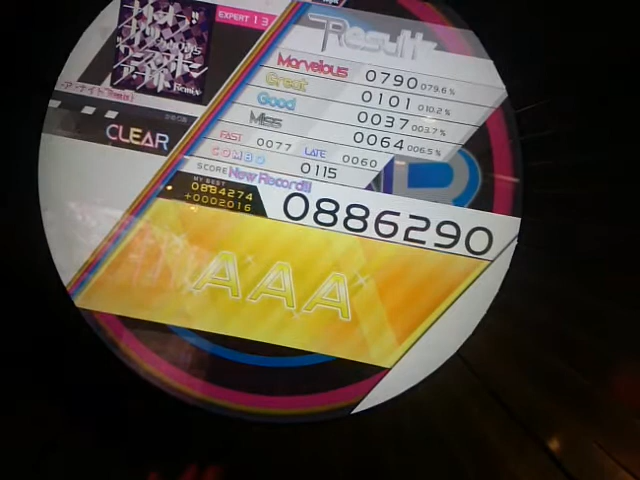 EXPERT 13
Result
Marvelous 0790 079.6%
Great 0101 010.2%
Good 0037 003.7%
Miss 0064 006.5%
FAST 0077 LATE 0060
COMBO 0115
CLEAR
SCORE New Record!!
MY BEST
0884274
+0002016
0886290
AAA